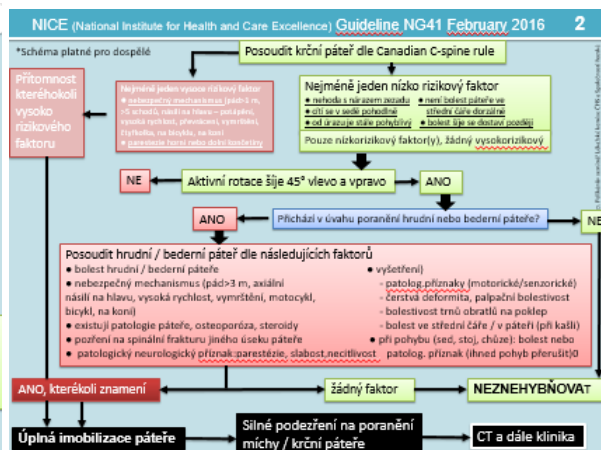 NICE (National Institute for Health and Care Excellence) Guideline NG41 February 2016 2
*Schéma platné pro dospělé
Posoudit krční páteř dle Canadian C-spine rule
Přítomnost
kteréhokoli
vysoko
rizikového
faktoru
Nejméně jeden vysoce rizikový faktor
● nebezpečný mechanismus (pád>1 m,
>5 schodů, násilí na hlavě - potápění,
vysoká rychlost, převrácení, vymrštění,
čtyřkolka, na bicyklu, na koni)
● parestezie horní nebo dolní končetiny
Nejméně jeden nízko rizikový faktor
● nehoda s nárazem zezadu
● cítí se v sedě pohodlně
● od úrazu je stále pohyblivý
● není bolest páteře ve
střední čáře dorzálně
● bolest šíje se dostaví později
Pouze nízkorizikový faktor(y), žádný vysokorizikový
NE
Aktivní rotace šíje 45° vlevo a vpravo
ANO
ANO
Přichází v úvahu poranění hrudní nebo bederní páteře?
NE
Posoudit hrudní / bederní páteř dle následujících faktorů
● bolest hrudní / bederní páteře
● nebezpečný mechanismus (pád>3 m, axiální
násilí na hlavu, vysoká rychlost, vymrštění, motocykl,
bicykl, na koni)
● existují patologie páteře, osteoporóza, steroidy
● pozření na spinální frakturu jiného úseku páteře
● patologický neurologický příznak:parestézie, slabost,necitlivost
● vyšetření)
- patolog.příznaky (motorické/senzorické)
- čerstvá deformita, palpační bolestivost
- bolestivost trnů obratlů na poklep
- bolest ve střední čáře / v páteři (při kašli)
● při pohybu (sed, stoj, chůze): bolest nebo
patolog. příznak (ihned pohyb přerušit)0
ANO, kterékoli znamení
žádný faktor
NEZNEHYBŇOVAT
Úplná imobilizace páteře
Silné podezření na poranění
míchy / krční páteře
CT a dále klinika